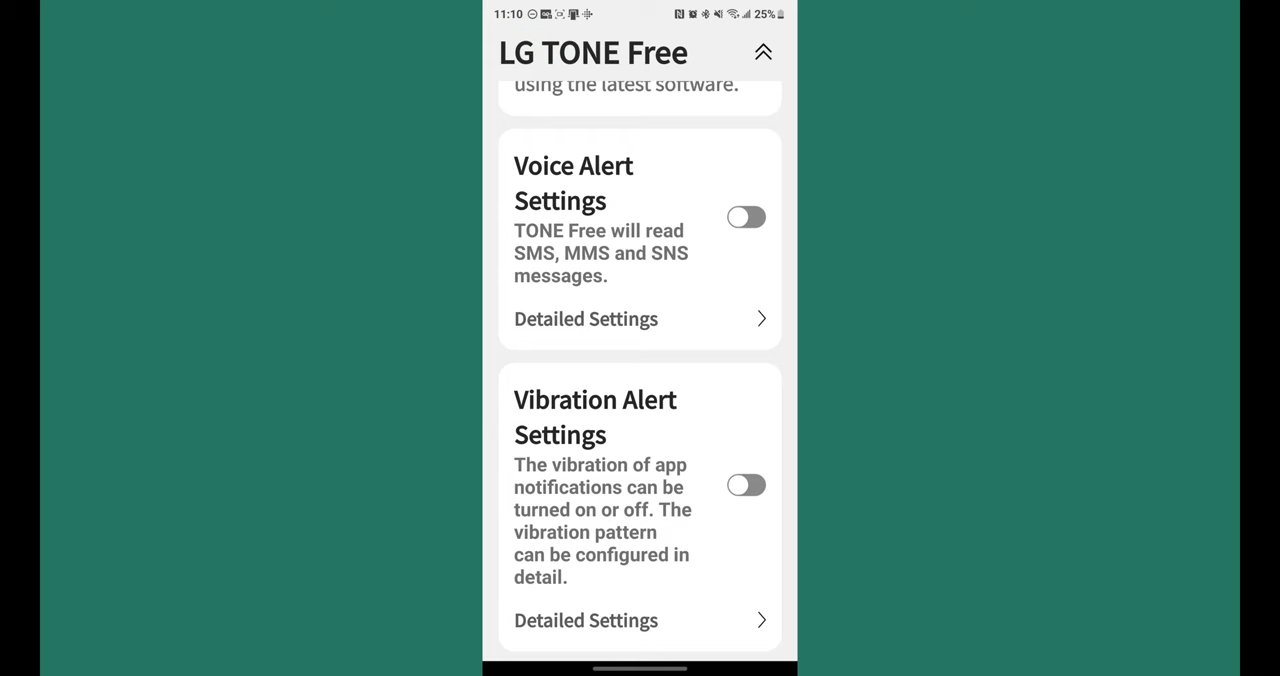 11:10 25%
LG TONE Free
using the latest software.
Voice Alert
Settings
TONE Free will read
SMS, MMS and SNS
messages.
Detailed Settings
Vibration Alert
Settings
The vibration of app
notifications can be
turned on or off. The
vibration pattern
can be configured in
detail.
Detailed Settings